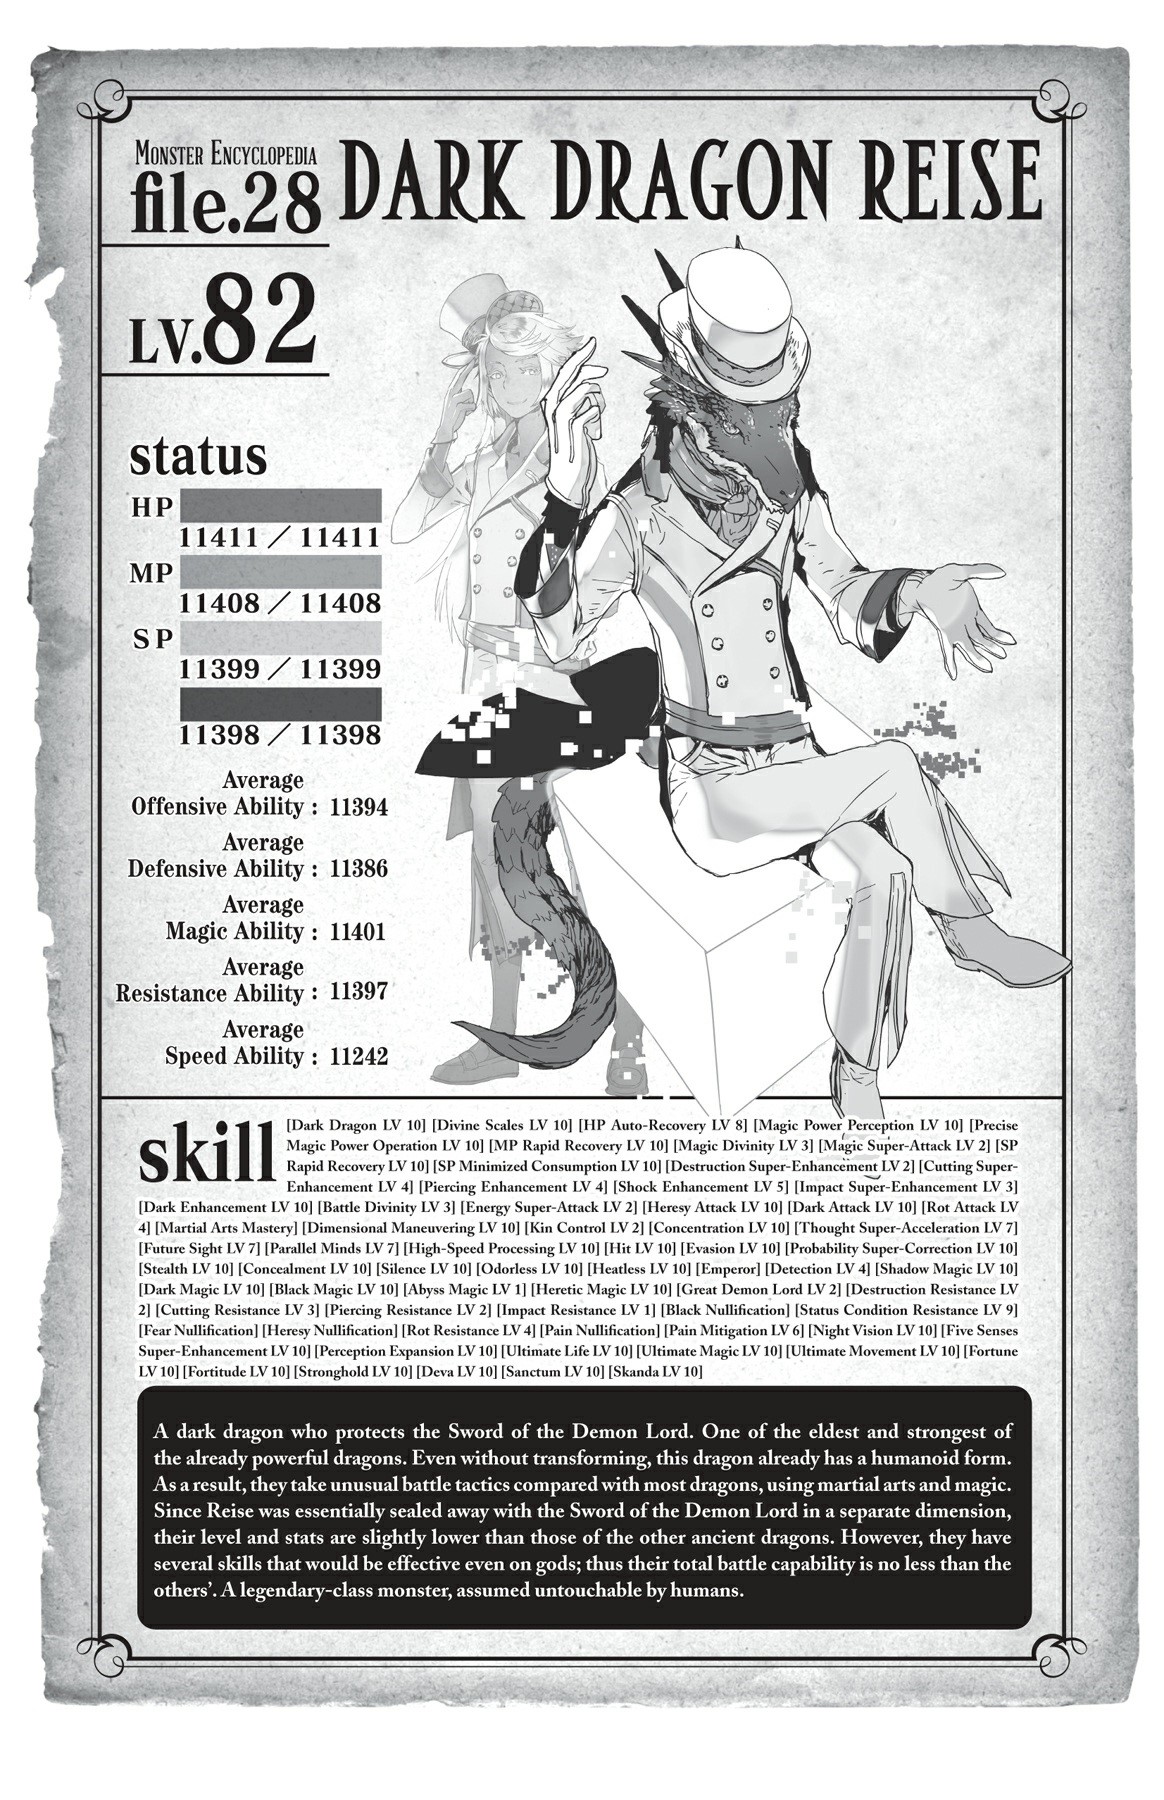 MONSTER ENCYCLOPEDIA
file.28
DARK DRAGON REISE
LV.82
status
HP
11411 / 11411
MP
11408 / 11408
SP
11399 / 11399
11398 / 11398
Average
Offensive Ability : 11394
Average
Defensive Ability : 11386
Average
Magic Ability : 11401
Average
Resistance Ability : 11397
Average
Speed Ability : 11242
skill
[Dark Dragon LV 10] [Divine Scales LV 10] [HP Auto-Recovery LV 8] [Magic Power Perception LV 10] [Precise
Magic Power Operation LV 10] [MP Rapid Recovery LV 10] [Magic Divinity LV 3] [Magic Super-Attack LV 2] [SP
Rapid Recovery LV 10] [SP Minimized Consumption LV 10] [Destruction Super-Enhancement LV 2] [Cutting Super-
Enhancement LV 4] [Piercing Enhancement LV 4] [Shock Enhancement LV 5] [Impact Super-Enhancement LV 3]
[Dark Enhancement LV 10] [Battle Divinity LV 3] [Energy Super-Attack LV 2] [Heresy Attack LV 10] [Dark Attack LV 10] [Rot Attack LV
4] [Martial Arts Mastery] [Dimensional Maneuvering LV 10] [Kin Control LV 2] [Concentration LV 10] [Thought Super-Acceleration LV 7]
[Future Sight LV 7] [Parallel Minds LV 7] [High-Speed Processing LV 10] [Hit LV 10] [Evasion LV 10] [Probability Super-Correction LV 10]
[Stealth LV 10] [Concealment LV 10] [Silence LV 10] [Odorless LV 10] [Heatless LV 10] [Emperor] [Detection LV 4] [Shadow Magic LV 10]
[Dark Magic LV 10] [Black Magic LV 10] [Abyss Magic LV 1] [Heretic Magic LV 10] [Great Demon Lord LV 2] [Destruction Resistance LV
2] [Cutting Resistance LV 3] [Piercing Resistance LV 2] [Impact Resistance LV 1] [Black Nullification] [Status Condition Resistance LV 9]
[Fear Nullification] [Heresy Nullification] [Rot Resistance LV 4] [Pain Nullification] [Pain Mitigation LV 6] [Night Vision LV 10] [Five Senses
Super-Enhancement LV 10] [Perception Expansion LV 10] [Ultimate Life LV 10] [Ultimate Magic LV 10] [Ultimate Movement LV 10] [Fortune
LV 10] [Fortitude LV 10] [Stronghold LV 10] [Deva LV 10] [Sanctum LV 10] [Skanda LV 10]
A dark dragon who protects the Sword of the Demon Lord. One of the eldest and strongest of
the already powerful dragons. Even without transforming, this dragon already has a humanoid form.
As a result, they take unusual battle tactics compared with most dragons, using martial arts and magic.
Since Reise was essentially sealed away with the Sword of the Demon Lord in a separate dimension,
their level and stats are slightly lower than those of the other ancient dragons. However, they have
several skills that would be effective even on gods; thus their total battle capability is no less than the
others’. A legendary-class monster, assumed untouchable by humans.